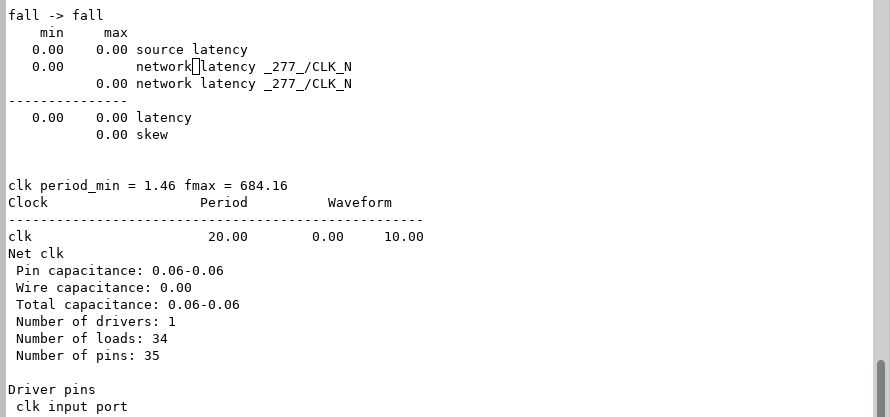 fall -> fall
    min     max
   0.00    0.00 source latency
   0.00         network latency _277_/CLK_N
           0.00 network latency _277_/CLK_N
---------------
   0.00    0.00 latency
           0.00 skew


clk period_min = 1.46 fmax = 684.16
Clock                   Period          Waveform
----------------------------------------------------
clk                      20.00        0.00     10.00
Net clk
 Pin capacitance: 0.06-0.06
 Wire capacitance: 0.00
 Total capacitance: 0.06-0.06
 Number of drivers: 1
 Number of loads: 34
 Number of pins: 35

Driver pins
 clk input port